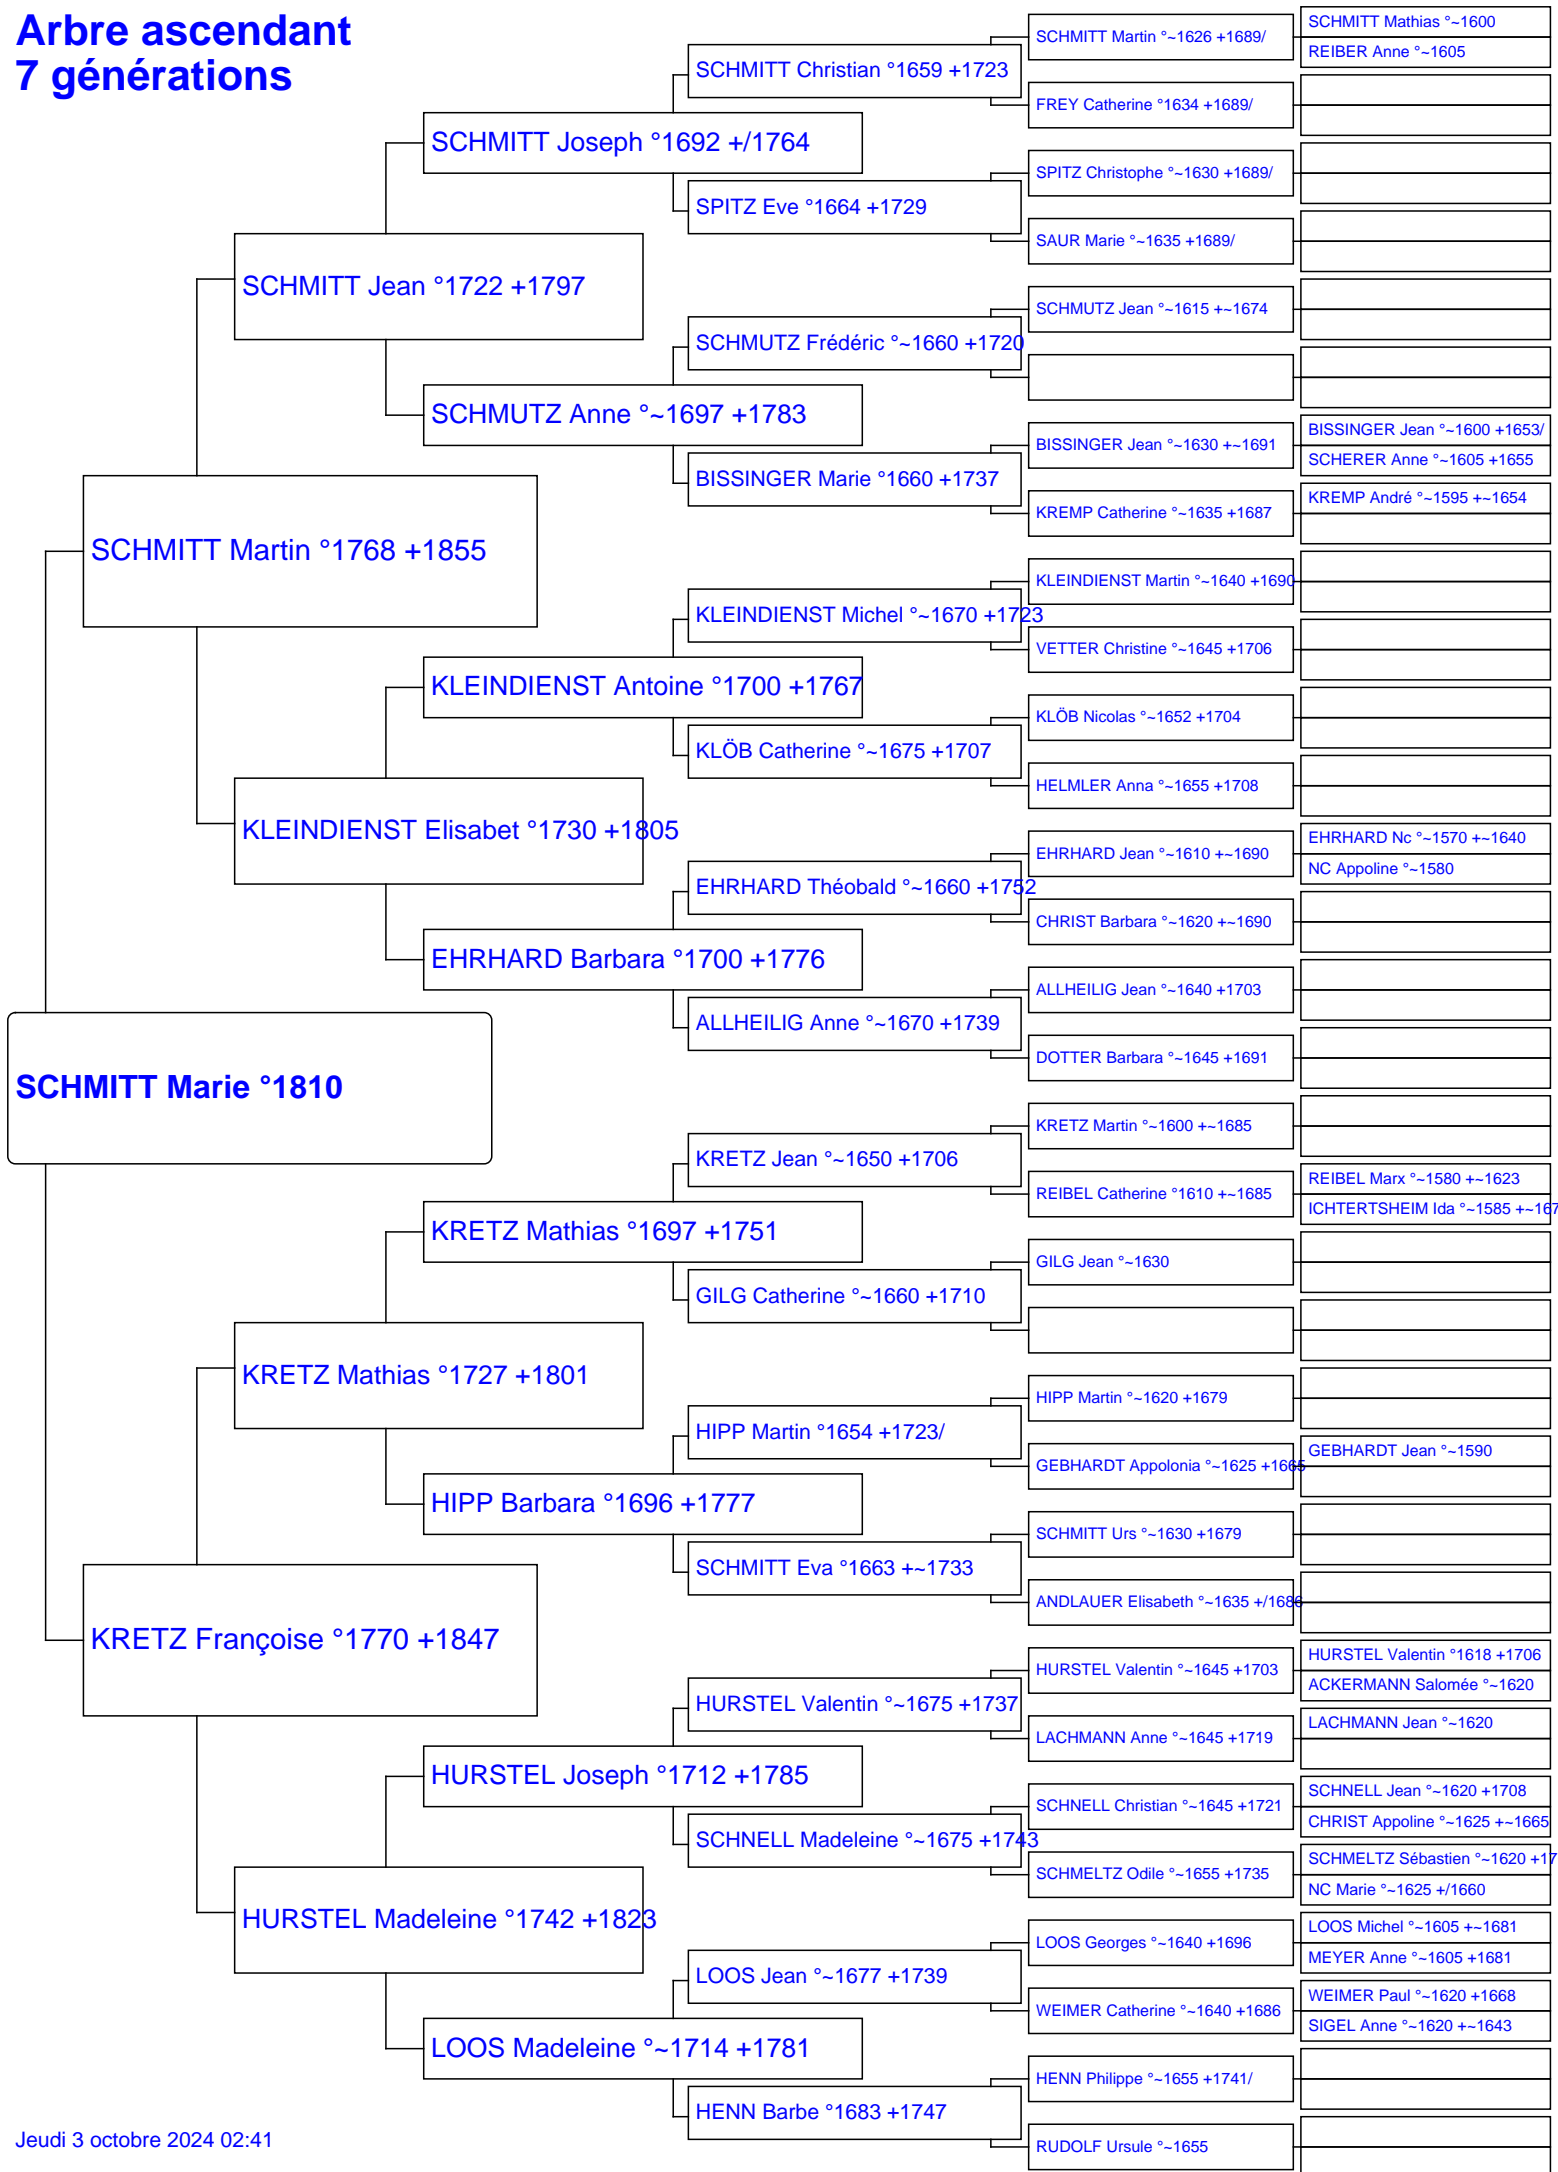 Arbre ascendant
7 générations
SCHMITT Marie °1810
SCHMITT Martin °1768 +1855
KRETZ Françoise °1770 +1847
SCHMITT Jean °1722 +1797
KLEINDIENST Elisabet °1730 +1805
KRETZ Mathias °1727 +1801
HURSTEL Madeleine °1742 +1823
SCHMITT Joseph °1692 +/1764
SCHMUTZ Anne °~1697 +1783
KLEINDIENST Antoine °1700 +1767
EHRHARD Barbara °1700 +1776
KRETZ Mathias °1697 +1751
HIPP Barbara °1696 +1777
HURSTEL Joseph °1712 +1785
LOOS Madeleine °~1714 +1781
SCHMITT Christian °1659 +1723
SPITZ Eve °1664 +1729
SCHMUTZ Frédéric °~1660 +1720
BISSINGER Marie °1660 +1737
KLEINDIENST Michel °~1670 +1723
KLÖB Catherine °~1675 +1707
EHRHARD Théobald °~1660 +1752
ALLHEILIG Anne °~1670 +1739
KRETZ Jean °~1650 +1706
GILG Catherine °~1660 +1710
HIPP Martin °1654 +1723/
SCHMITT Eva °1663 +~1733
HURSTEL Valentin °~1675 +1737
SCHNELL Madeleine °~1675 +1743
LOOS Jean °~1677 +1739
HENN Barbe °1683 +1747
SCHMITT Martin °~1626 +1689/
FREY Catherine °1634 +1689/
SPITZ Christophe °~1630 +1689/
SAUR Marie °~1635 +1689/
SCHMUTZ Jean °~1615 +~1674
BISSINGER Jean °~1630 +~1691
KREMP Catherine °~1635 +1687
KLEINDIENST Martin °~1640 +1690
VETTER Christine °~1645 +1706
KLÖB Nicolas °~1652 +1704
HELMLER Anna °~1655 +1708
EHRHARD Jean °~1610 +~1690
CHRIST Barbara °~1620 +~1690
ALLHEILIG Jean °~1640 +1703
DOTTER Barbara °~1645 +1691
KRETZ Martin °~1600 +~1685
REIBEL Catherine °1610 +~1685
GILG Jean °~1630
HIPP Martin °~1620 +1679
GEBHARDT Appolonia °~1625 +1665
SCHMITT Urs °~1630 +1679
ANDLAUER Elisabeth °~1635 +/1686
HURSTEL Valentin °~1645 +1703
LACHMANN Anne °~1645 +1719
SCHNELL Christian °~1645 +1721
SCHMELTZ Odile °~1655 +1735
LOOS Georges °~1640 +1696
WEIMER Catherine °~1640 +1686
HENN Philippe °~1655 +1741/
RUDOLF Ursule °~1655
SCHMITT Mathias °~1600
REIBER Anne °~1605
BISSINGER Jean °~1600 +1653/
SCHERER Anne °~1605 +1655
KREMP André °~1595 +~1654
EHRHARD Nc °~1570 +~1640
NC Appoline °~1580
REIBEL Marx °~1580 +~1623
ICHTERTSHEIM Ida °~1585 +~167
GEBHARDT Jean °~1590
HURSTEL Valentin °1618 +1706
ACKERMANN Salomée °~1620
LACHMANN Jean °~1620
SCHNELL Jean °~1620 +1708
CHRIST Appoline °~1625 +~1665
SCHMELTZ Sébastien °~1620 +17
NC Marie °~1625 +/1660
LOOS Michel °~1605 +~1681
MEYER Anne °~1605 +1681
WEIMER Paul °~1620 +1668
SIGEL Anne °~1620 +~1643
Jeudi 3 octobre 2024 02:41